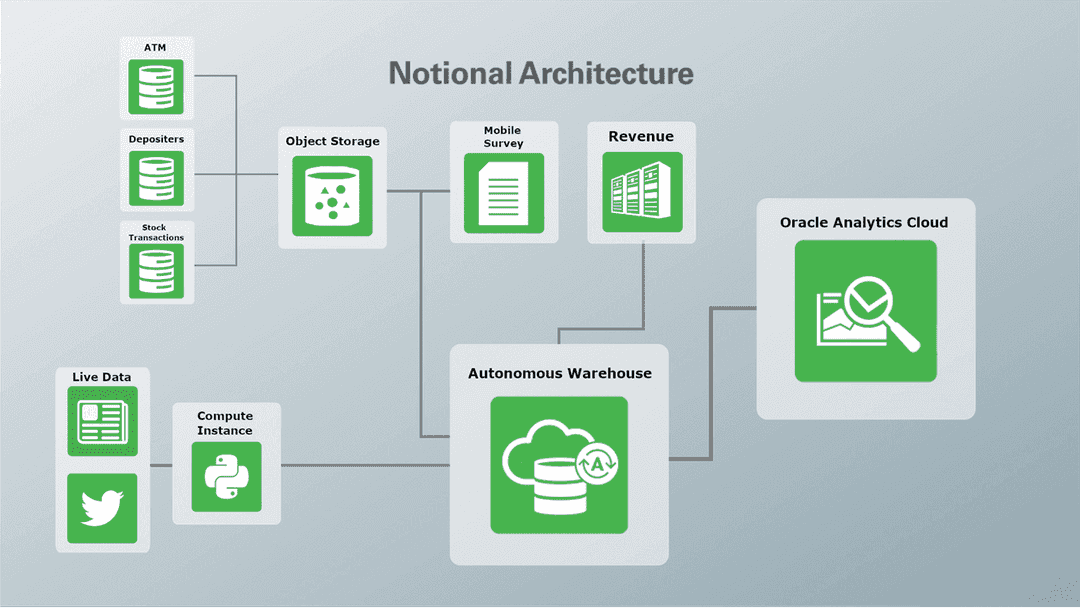 Notional Architecture
ATM
Depositers
Stock
Transactions
Object Storage
Mobile
Survey
Revenue
Oracle Analytics Cloud
Live Data
Compute
Instance
Autonomous Warehouse
A